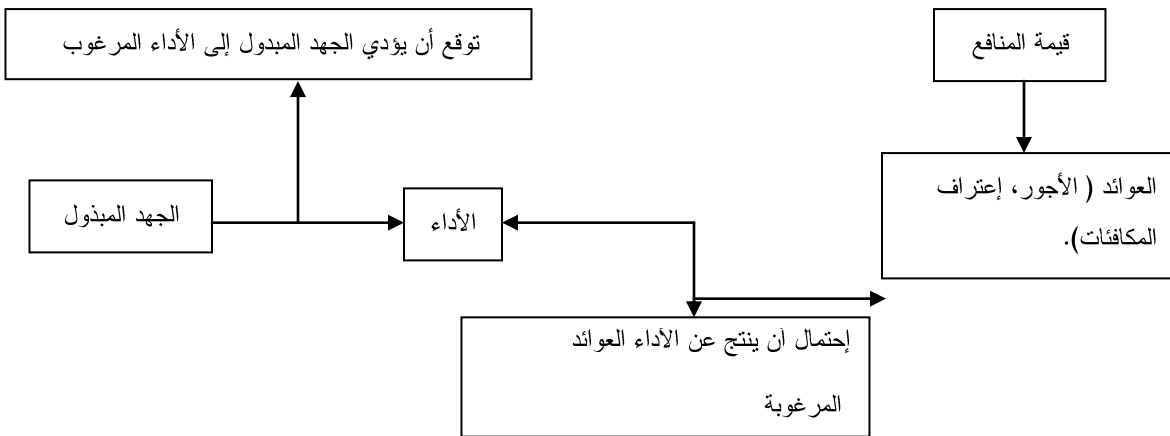 توقع أن يؤدي الجهد المبدول إلى الأداء المرغوب
قيمة المنافع
العوائد ( الأجور، إعتراف
المكافئات).
الجهد المبذول
الأداء
إحتمال أن ينتج عن الأداء العوائد
المرغوبة